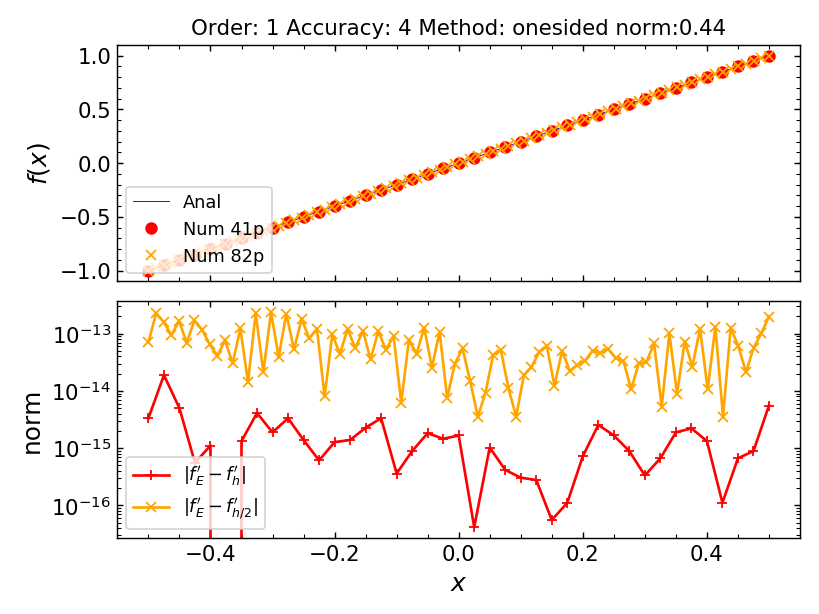 Order: 1 Accuracy: 4 Method: onesided norm:0.44
1.0
0.5
0.0
−0.5
−1.0
f(x)
Anal
Num 41p
Num 82p
10⁻¹³
10⁻¹⁴
10⁻¹⁵
10⁻¹⁶
norm
|f′_E − f′_h|
|f′_E − f′_{h/2}|
−0.4 −0.2 0.0 0.2 0.4
x